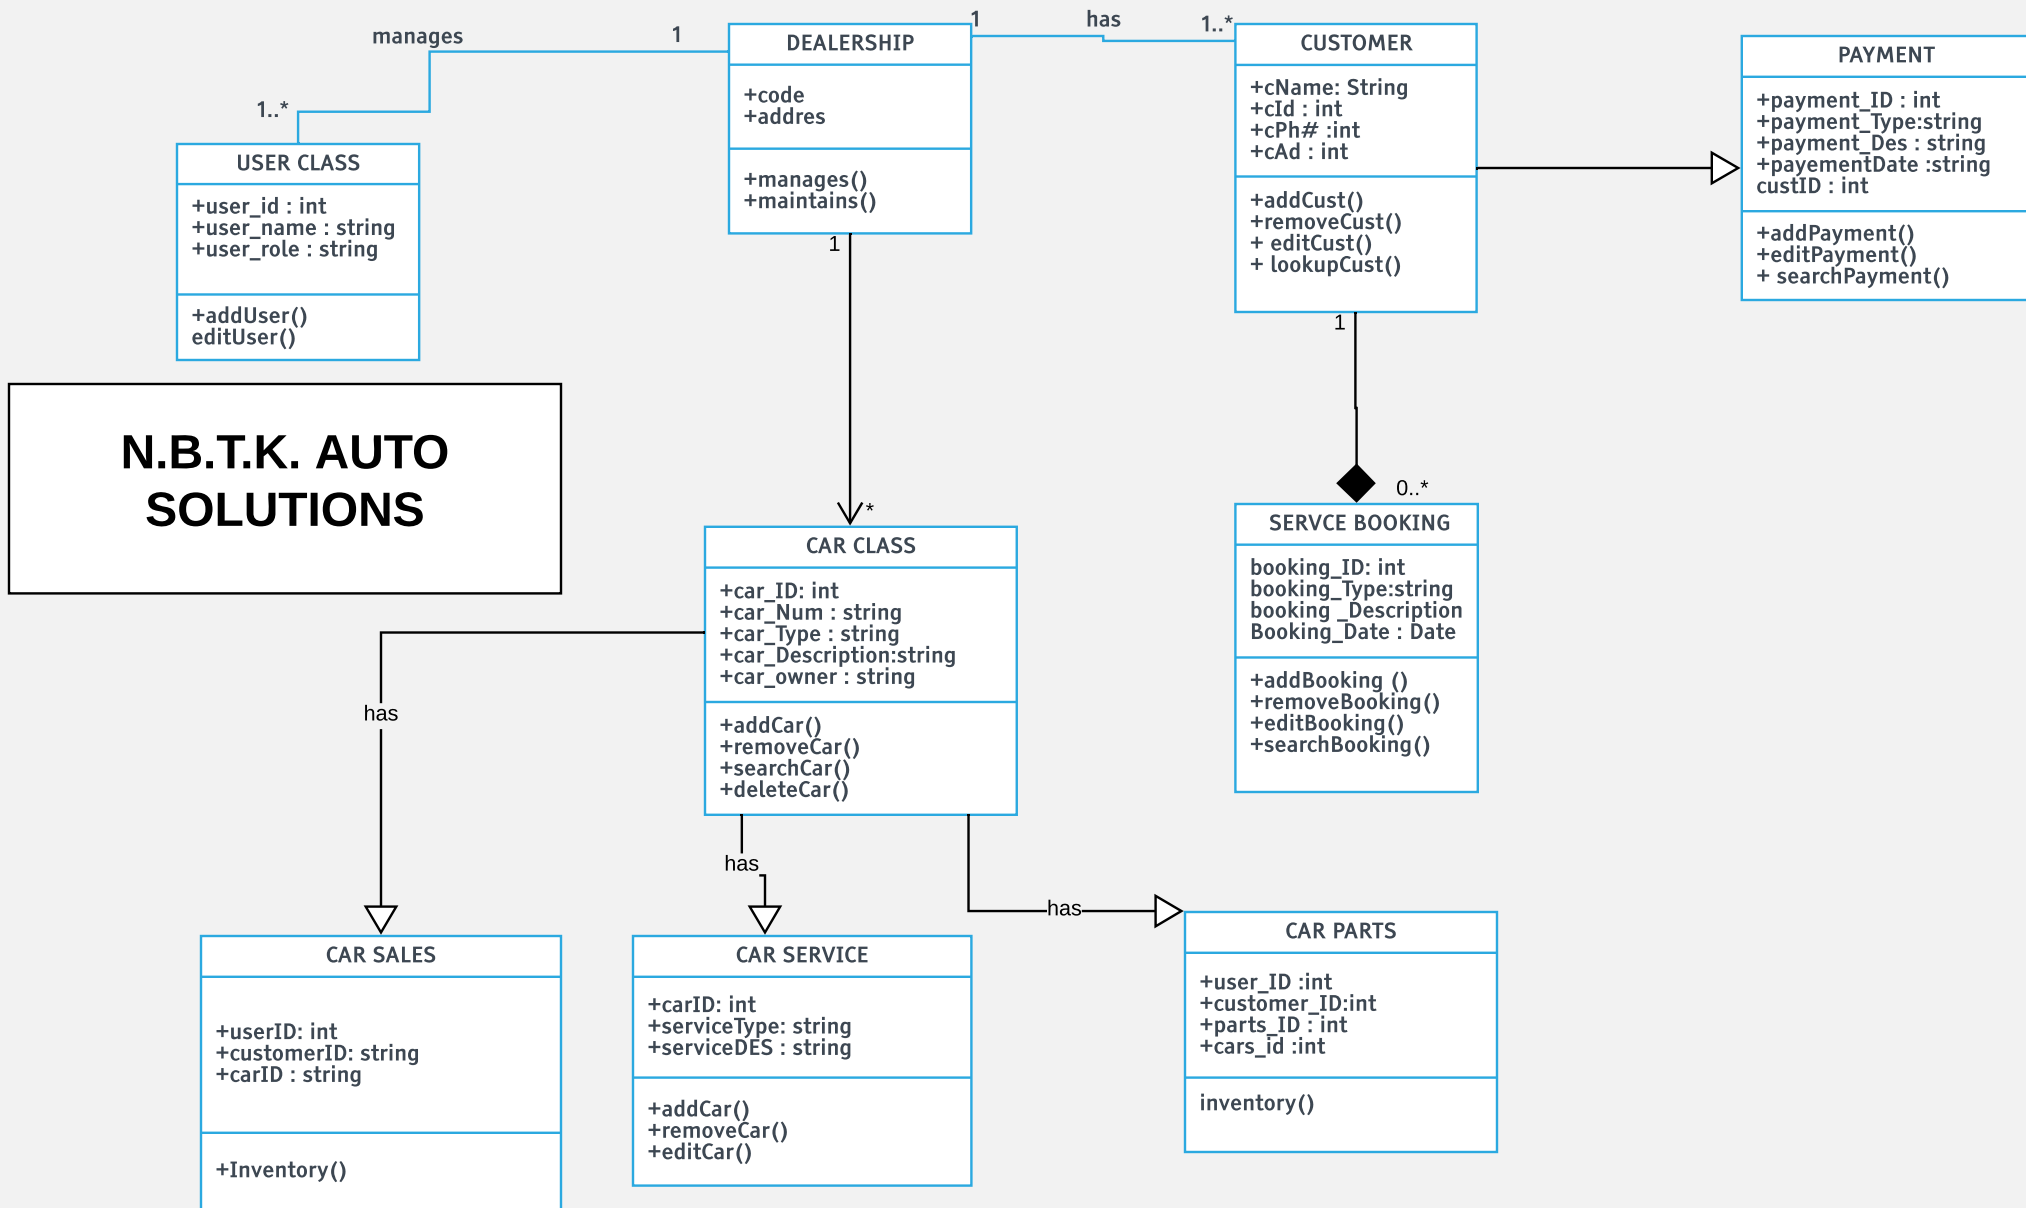 manages
1
1..*
DEALERSHIP
+code
+addres
+manages()
+maintains()
1
has
1..*
CUSTOMER
+cName: String
+cId : int
+cPh# :int
+cAd : int
+addCust()
+removeCust()
+ editCust()
+ lookupCust()
PAYMENT
+payment_ID : int
+payment_Type:string
+payment_Des : string
+payementDate :string
custID : int
+addPayment()
+editPayment()
+ searchPayment()
USER CLASS
+user_id : int
+user_name : string
+user_role : string
+addUser()
editUser()
1
*
1
0..*
N.B.T.K. AUTO
SOLUTIONS
CAR CLASS
+car_ID: int
+car_Num : string
+car_Type : string
+car_Description:string
+car_owner : string
+addCar()
+removeCar()
+searchCar()
+deleteCar()
SERVCE BOOKING
booking_ID: int
booking_Type:string
booking _Description
Booking_Date : Date
+addBooking ()
+removeBooking()
+editBooking()
+searchBooking()
has
has
has
CAR SALES
+userID: int
+customerID: string
+carID : string
+Inventory()
CAR SERVICE
+carID: int
+serviceType: string
+serviceDES : string
+addCar()
+removeCar()
+editCar()
CAR PARTS
+user_ID :int
+customer_ID:int
+parts_ID : int
+cars_id :int
inventory()